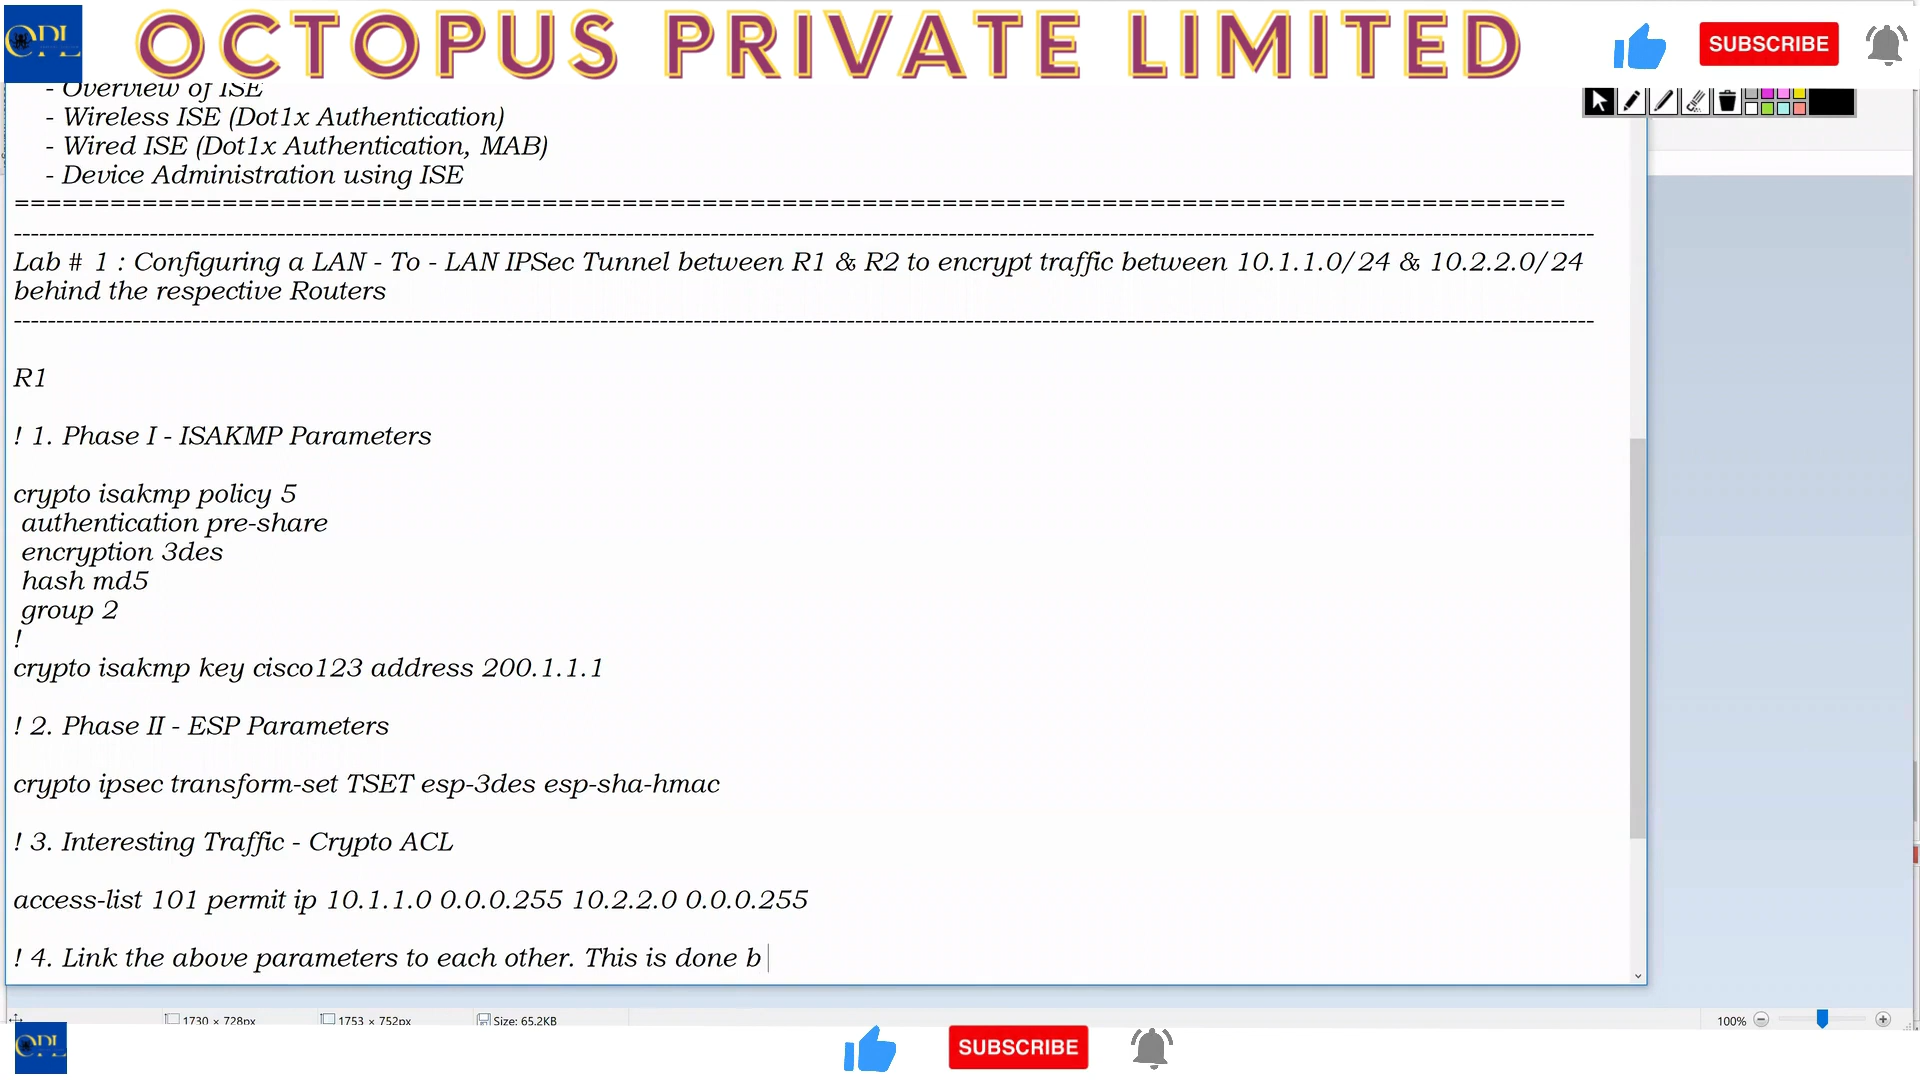 OPL
OCTOPUS PRIVATE LIMITED
SUBSCRIBE
- Overview of ISE
- Wireless ISE (Dot1x Authentication)
- Wired ISE (Dot1x Authentication, MAB)
- Device Administration using ISE
====================================================================================================
----------------------------------------------------------------------------------------------------
Lab # 1 : Configuring a LAN - To - LAN IPSec Tunnel between R1 & R2 to encrypt traffic between 10.1.1.0/24 & 10.2.2.0/24
behind the respective Routers
----------------------------------------------------------------------------------------------------
R1
! 1. Phase I - ISAKMP Parameters
crypto isakmp policy 5
authentication pre-share
encryption 3des
hash md5
group 2
!
crypto isakmp key cisco123 address 200.1.1.1
! 2. Phase II - ESP Parameters
crypto ipsec transform-set TSET esp-3des esp-sha-hmac
! 3. Interesting Traffic - Crypto ACL
access-list 101 permit ip 10.1.1.0 0.0.0.255 10.2.2.0 0.0.0.255
! 4. Link the above parameters to each other. This is done b
1730 × 728px 1753 × 752px Size: 65.2KB 100%
OPL
SUBSCRIBE